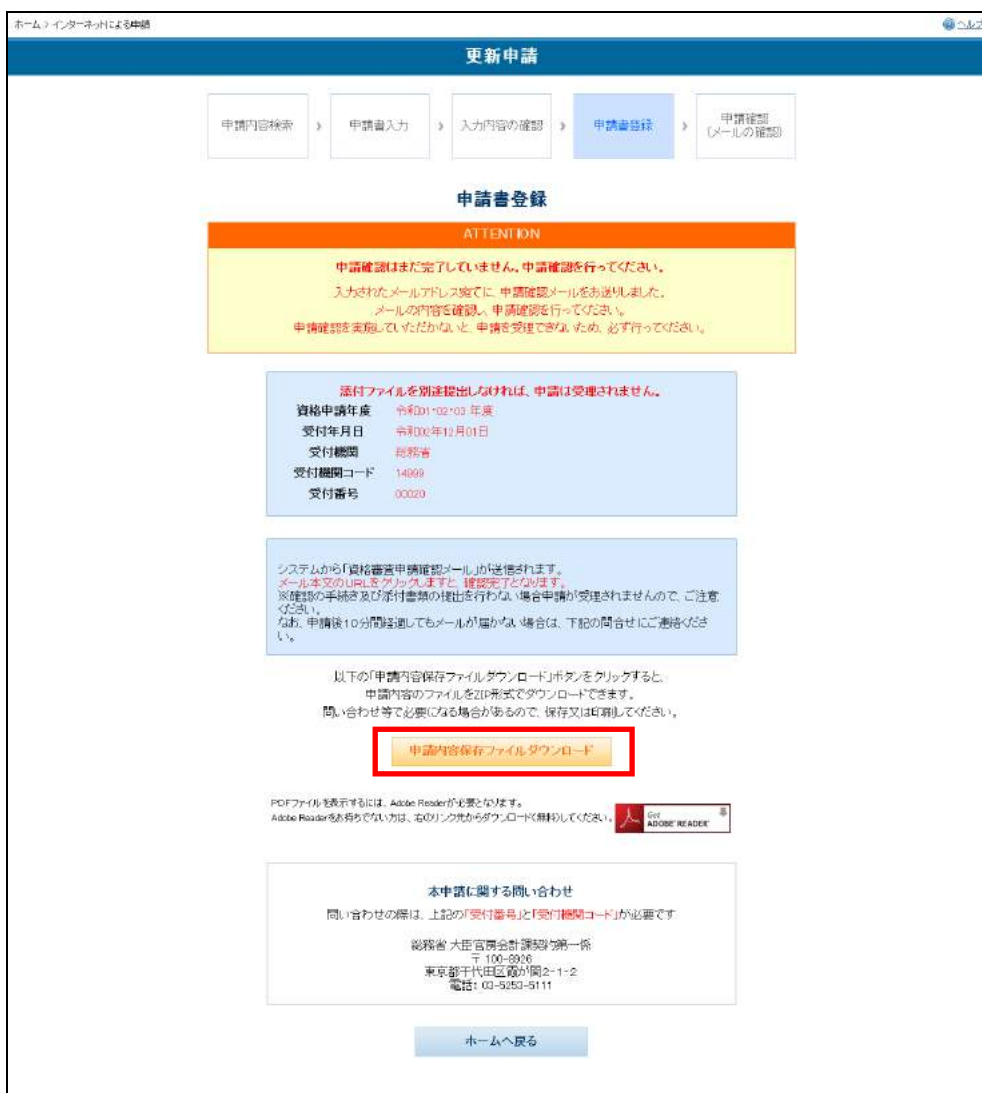 ホーム > インターネットによる申請
ヘルプ
更新申請
申請内容検索 > 申請書入力 > 入力内容の確認 > 申請書登録 > 申請確認
(メールの確認)
申請書登録
ATTENTION
申請確認はまだ完了していません。申請確認を行ってください。
入力されたメールアドレス宛てに、申請確認メールをお送りしました。
メールの内容を確認し、申請確認を行ってください。
申請確認を実施していただかないと、申請を受理できないため、必ず行ってください。
添付ファイルを別途提出しなければ、申請は受理されません。
資格申請年度 令和01・02・03 年度
受付年月日 令和02年12月01日
受付機関 総務省
受付機関コード 14999
受付番号 00020
システムから「資格審査申請確認メール」が送信されます。
メール本文のURLをクリックしますと、確認完了となります。
※確認の手続き及び添付書類の提出を行わない場合申請が受理されませんので、ご注意
ください。
なお、申請後10分間経過してもメールが届かない場合は、下記の問合せにご連絡くださ
い。
以下の「申請内容保存ファイルダウンロード」ボタンをクリックすると、
申請内容のファイルをZIP形式でダウンロードできます。
問い合わせ等で必要になる場合があるので、保存又は印刷してください。
申請内容保存ファイルダウンロード
PDFファイルを表示するには、Adobe Readerが必要となります。
Adobe Readerをお持ちでない方は、右のリンク先からダウンロード(無料)してください。
Get
ADOBE® READER®
本申請に関する問い合わせ
問い合わせの際は、上記の「受付番号」と「受付機関コード」が必要です
総務省 大臣官房会計課契約第一係
〒 100-8926
東京都千代田区霞が関2-1-2
電話: 03-5253-5111
ホームへ戻る